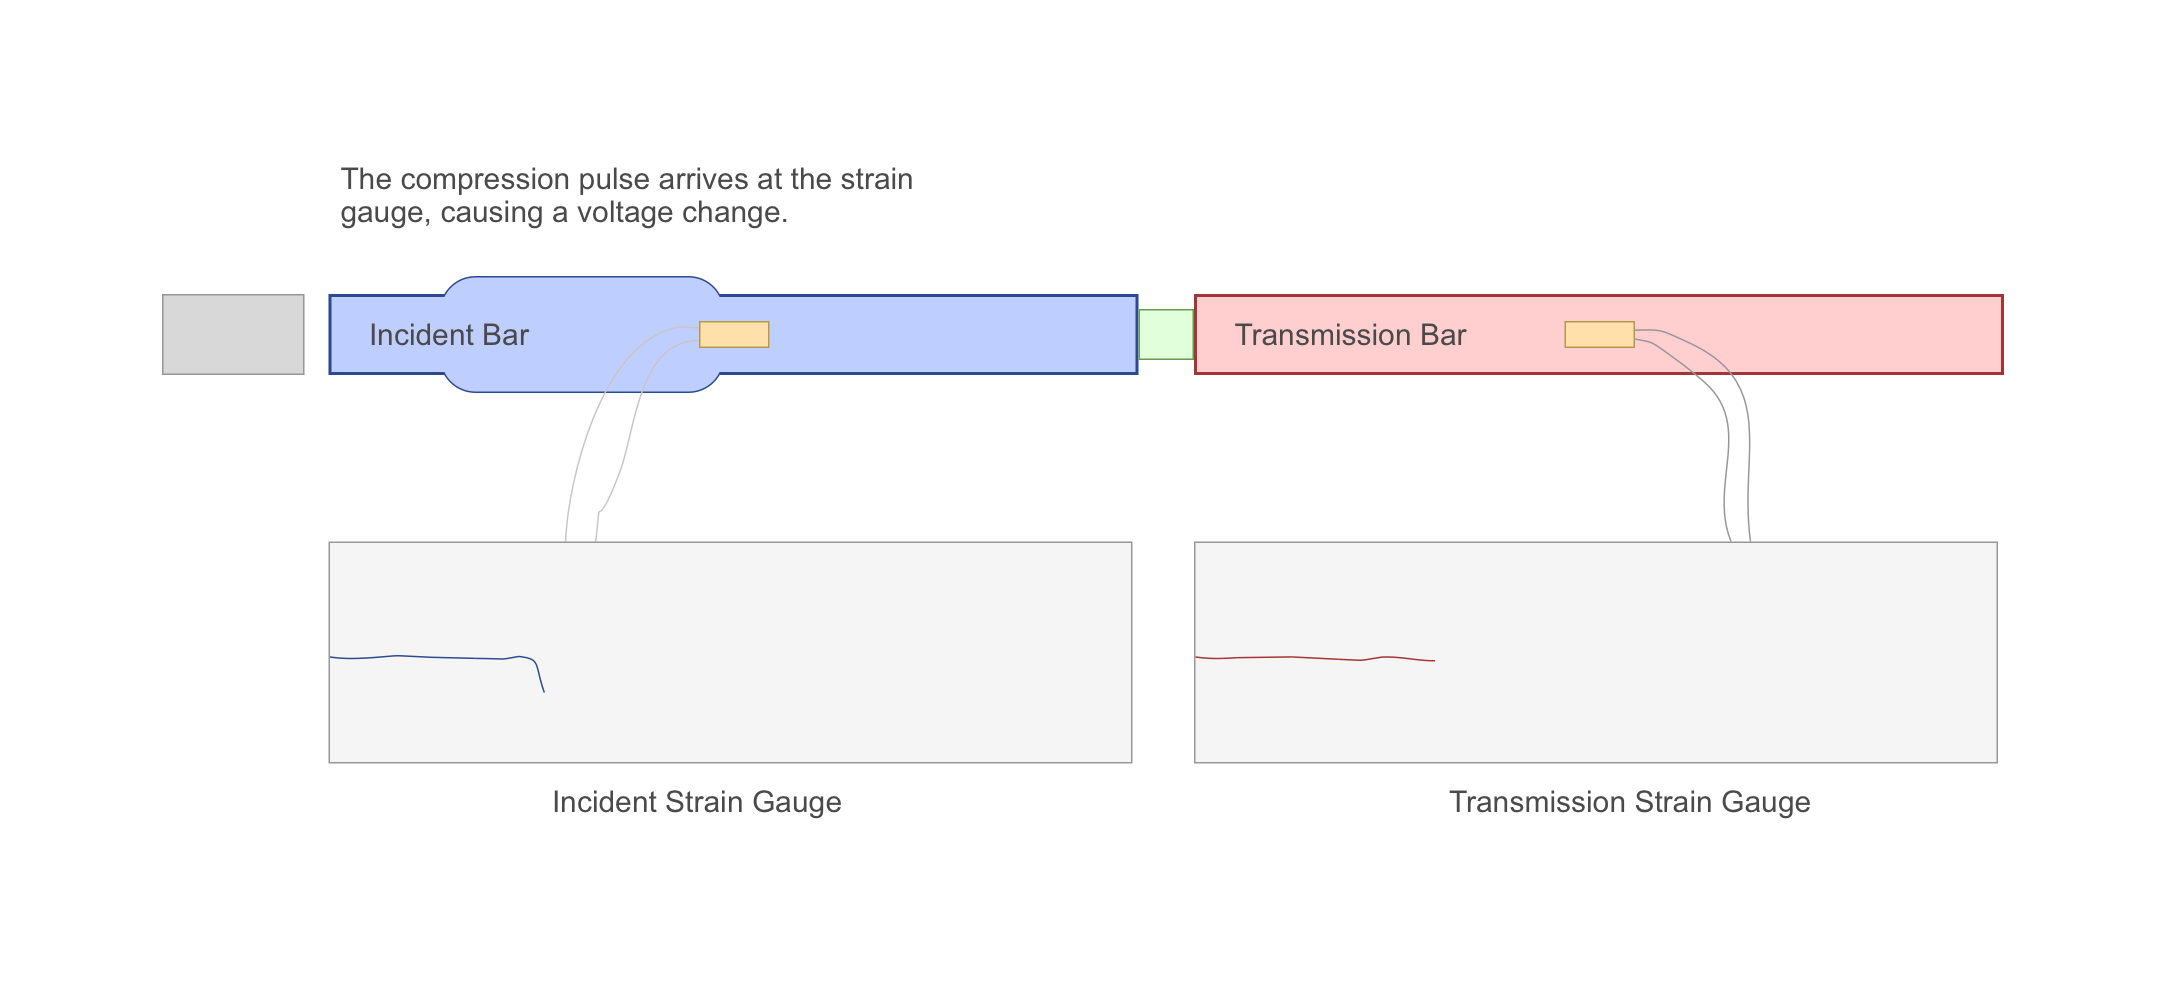 The compression pulse arrives at the strain
gauge, causing a voltage change.
Incident Bar
Transmission Bar
Incident Strain Gauge
Transmission Strain Gauge